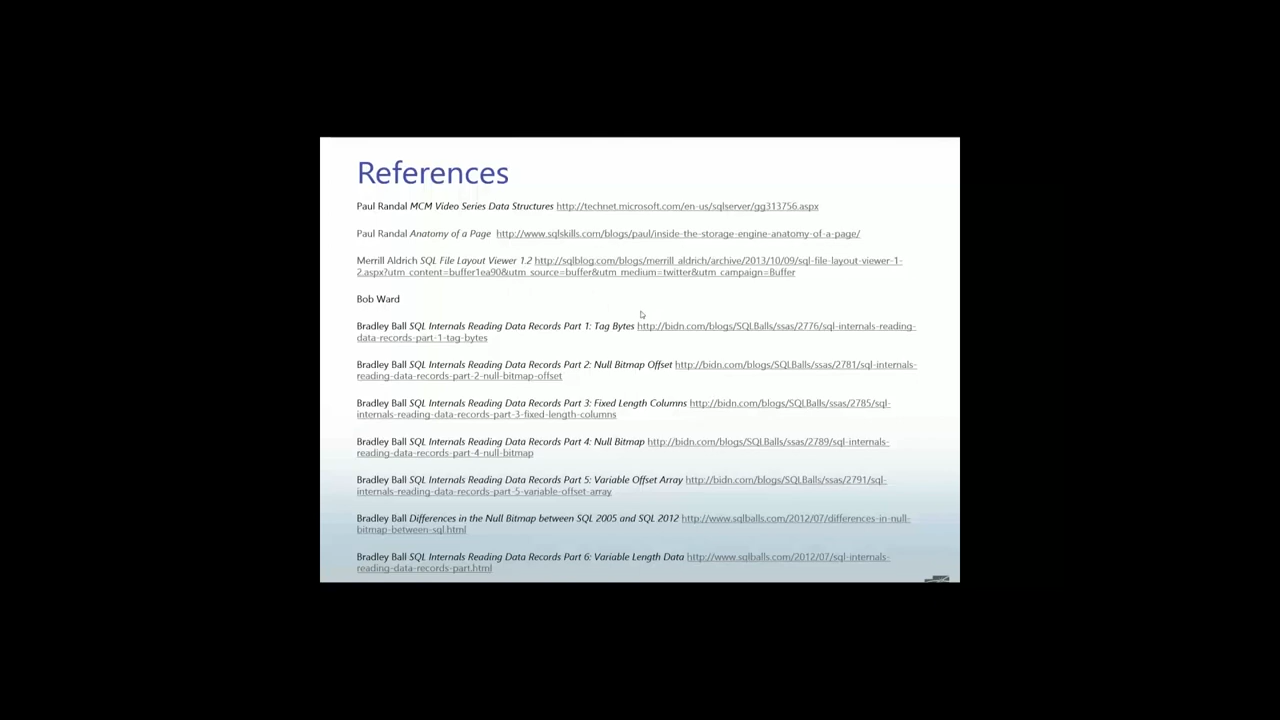 References
Paul Randal MCM Video Series Data Structures http://technet.microsoft.com/en-us/sqlserver/gg313756.aspx
Paul Randal Anatomy of a Page http://www.sqlskills.com/blogs/paul/inside-the-storage-engine-anatomy-of-a-page/
Merrill Aldrich SQL File Layout Viewer 1.2 http://sqlblog.com/blogs/merrill_aldrich/archive/2013/10/09/sql-file-layout-viewer-1-
2.aspx?utm_content=buffer1ea90&utm_source=buffer&utm_medium=twitter&utm_campaign=Buffer
Bob Ward
Bradley Ball SQL Internals Reading Data Records Part 1: Tag Bytes http://bidn.com/blogs/SQLBalls/ssas/2776/sql-internals-reading-
data-records-part-1-tag-bytes
Bradley Ball SQL Internals Reading Data Records Part 2: Null Bitmap Offset http://bidn.com/blogs/SQLBalls/ssas/2781/sql-internals-
reading-data-records-part-2-null-bitmap-offset
Bradley Ball SQL Internals Reading Data Records Part 3: Fixed Length Columns http://bidn.com/blogs/SQLBalls/ssas/2785/sql-
internals-reading-data-records-part-3-fixed-length-columns
Bradley Ball SQL Internals Reading Data Records Part 4: Null Bitmap http://bidn.com/blogs/SQLBalls/ssas/2789/sql-internals-
reading-data-records-part-4-null-bitmap
Bradley Ball SQL Internals Reading Data Records Part 5: Variable Offset Array http://bidn.com/blogs/SQLBalls/ssas/2791/sql-
internals-reading-data-records-part-5-variable-offset-array
Bradley Ball Differences in the Null Bitmap between SQL 2005 and SQL 2012 http://www.sqlballs.com/2012/07/differences-in-null-
bitmap-between-sql.html
Bradley Ball SQL Internals Reading Data Records Part 6: Variable Length Data http://www.sqlballs.com/2012/07/sql-internals-
reading-data-records-part.html